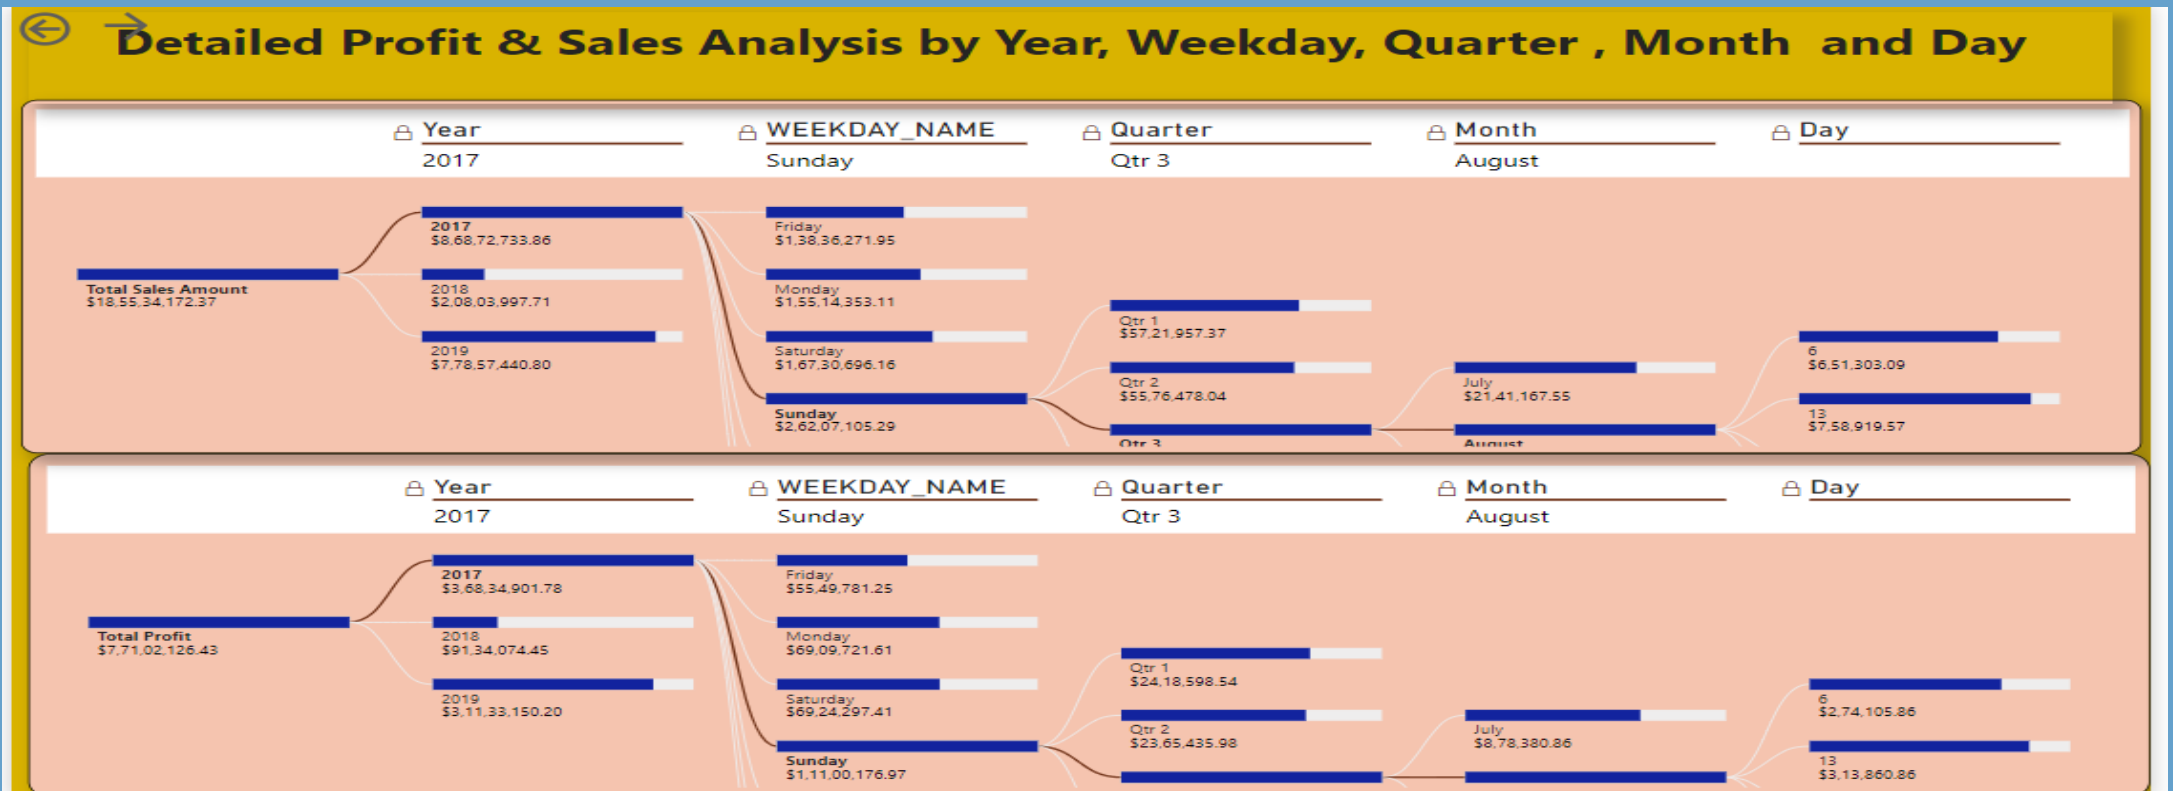 Detailed Profit & Sales Analysis by Year, Weekday, Quarter , Month and Day
Year
WEEKDAY_NAME
Quarter
Month
Day
2017
Sunday
Qtr 3
August
Total Sales Amount
$18,55,34,172.37
2017
$8,68,72,733.86
2018
$2,08,03,997.71
2019
$7,78,57,440.80
Friday
$1,38,36,271.95
Monday
$1,55,14,353.11
Saturday
$1,67,30,696.16
Sunday
$2,62,07,105.29
Qtr 1
$57,21,957.37
Qtr 2
$55,76,478.04
Qtr 3
July
$21,41,167.55
August
6
$6,51,303.09
13
$7,58,919.57
Year
WEEKDAY_NAME
Quarter
Month
Day
2017
Sunday
Qtr 3
August
Total Profit
$7,71,02,126.43
2017
$3,68,34,901.78
2018
$91,34,074.45
2019
$3,11,33,150.20
Friday
$55,49,781.25
Monday
$69,09,721.61
Saturday
$69,24,297.41
Sunday
$1,11,00,176.97
Qtr 1
$24,18,598.54
Qtr 2
$23,65,435.98
July
$8,78,380.86
6
$2,74,105.86
13
$3,13,860.86